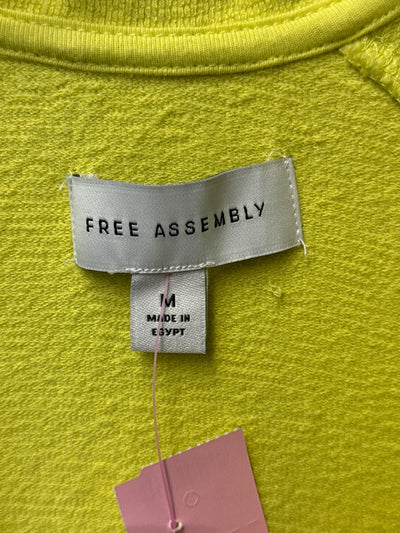 FREE ASSEMBLY
M
MADE IN
EGYPT